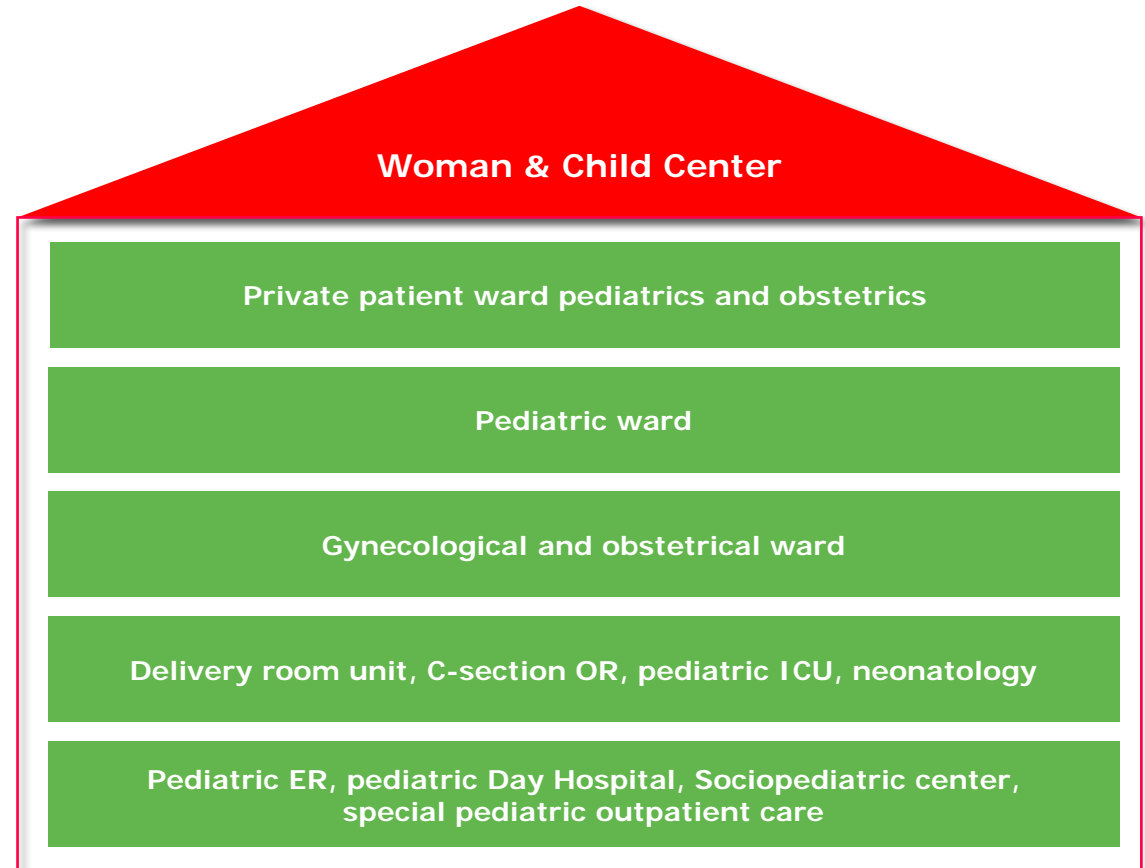 Woman & Child Center
Private patient ward pediatrics and obstetrics
Pediatric ward
Gynecological and obstetrical ward
Delivery room unit, C-section OR, pediatric ICU, neonatology
Pediatric ER, pediatric Day Hospital, Sociopediatric center,
special pediatric outpatient care